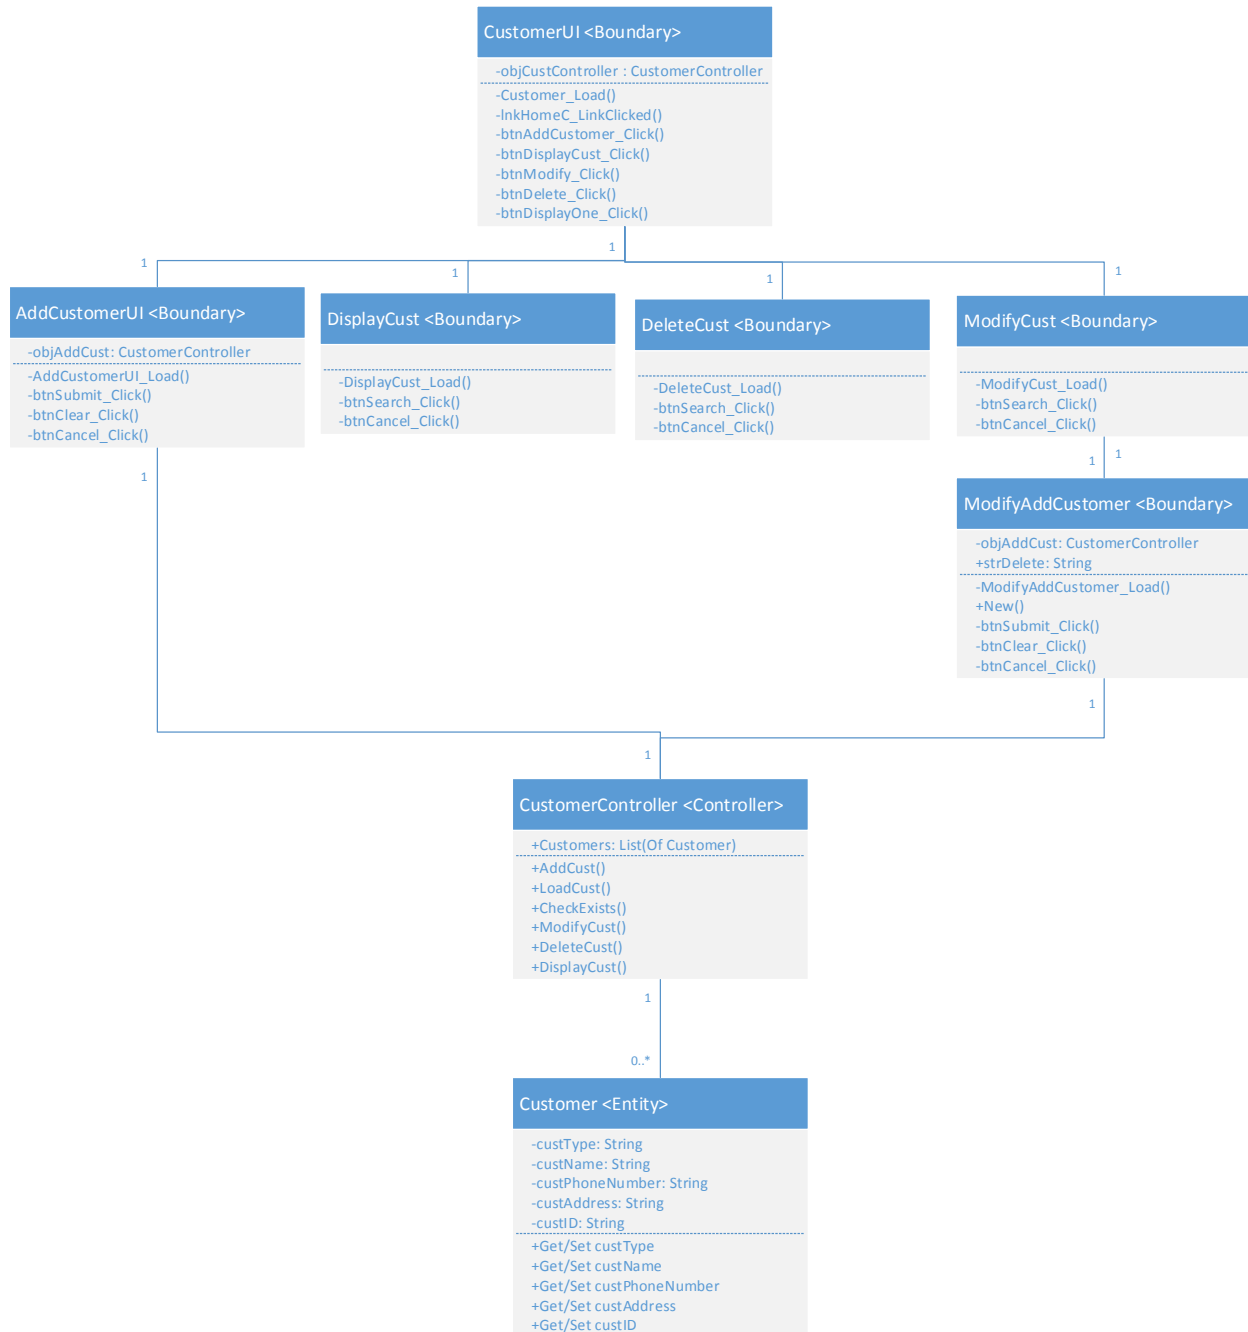 CustomerUI <Boundary>
-objCustController : CustomerController
-Customer_Load()
-lnkHomeC_LinkClicked()
-btnAddCustomer_Click()
-btnDisplayCust_Click()
-btnModify_Click()
-btnDelete_Click()
-btnDisplayOne_Click()
1
1
1
1
1
AddCustomerUI <Boundary>
-objAddCust: CustomerController
-AddCustomerUI_Load()
-btnSubmit_Click()
-btnClear_Click()
-btnCancel_Click()
1
DisplayCust <Boundary>
-DisplayCust_Load()
-btnSearch_Click()
-btnCancel_Click()
DeleteCust <Boundary>
-DeleteCust_Load()
-btnSearch_Click()
-btnCancel_Click()
ModifyCust <Boundary>
-ModifyCust_Load()
-btnSearch_Click()
-btnCancel_Click()
1
1
ModifyAddCustomer <Boundary>
-objAddCust: CustomerController
+strDelete: String
-ModifyAddCustomer_Load()
+New()
-btnSubmit_Click()
-btnClear_Click()
-btnCancel_Click()
1
1
CustomerController <Controller>
+Customers: List(Of Customer)
+AddCust()
+LoadCust()
+CheckExists()
+ModifyCust()
+DeleteCust()
+DisplayCust()
1
0..*
Customer <Entity>
-custType: String
-custName: String
-custPhoneNumber: String
-custAddress: String
-custID: String
+Get/Set custType
+Get/Set custName
+Get/Set custPhoneNumber
+Get/Set custAddress
+Get/Set custID